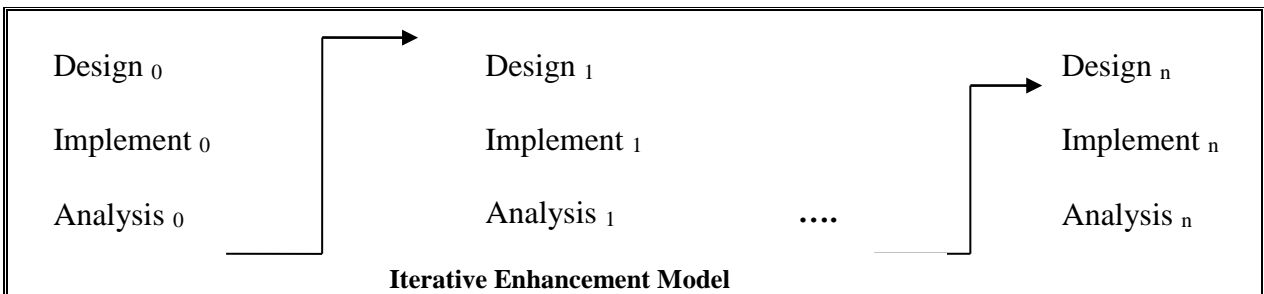 Design 0 Design 1 Design n
Implement 0 Implement 1 Implement n
Analysis 0 Analysis 1 .... Analysis n
Iterative Enhancement Model